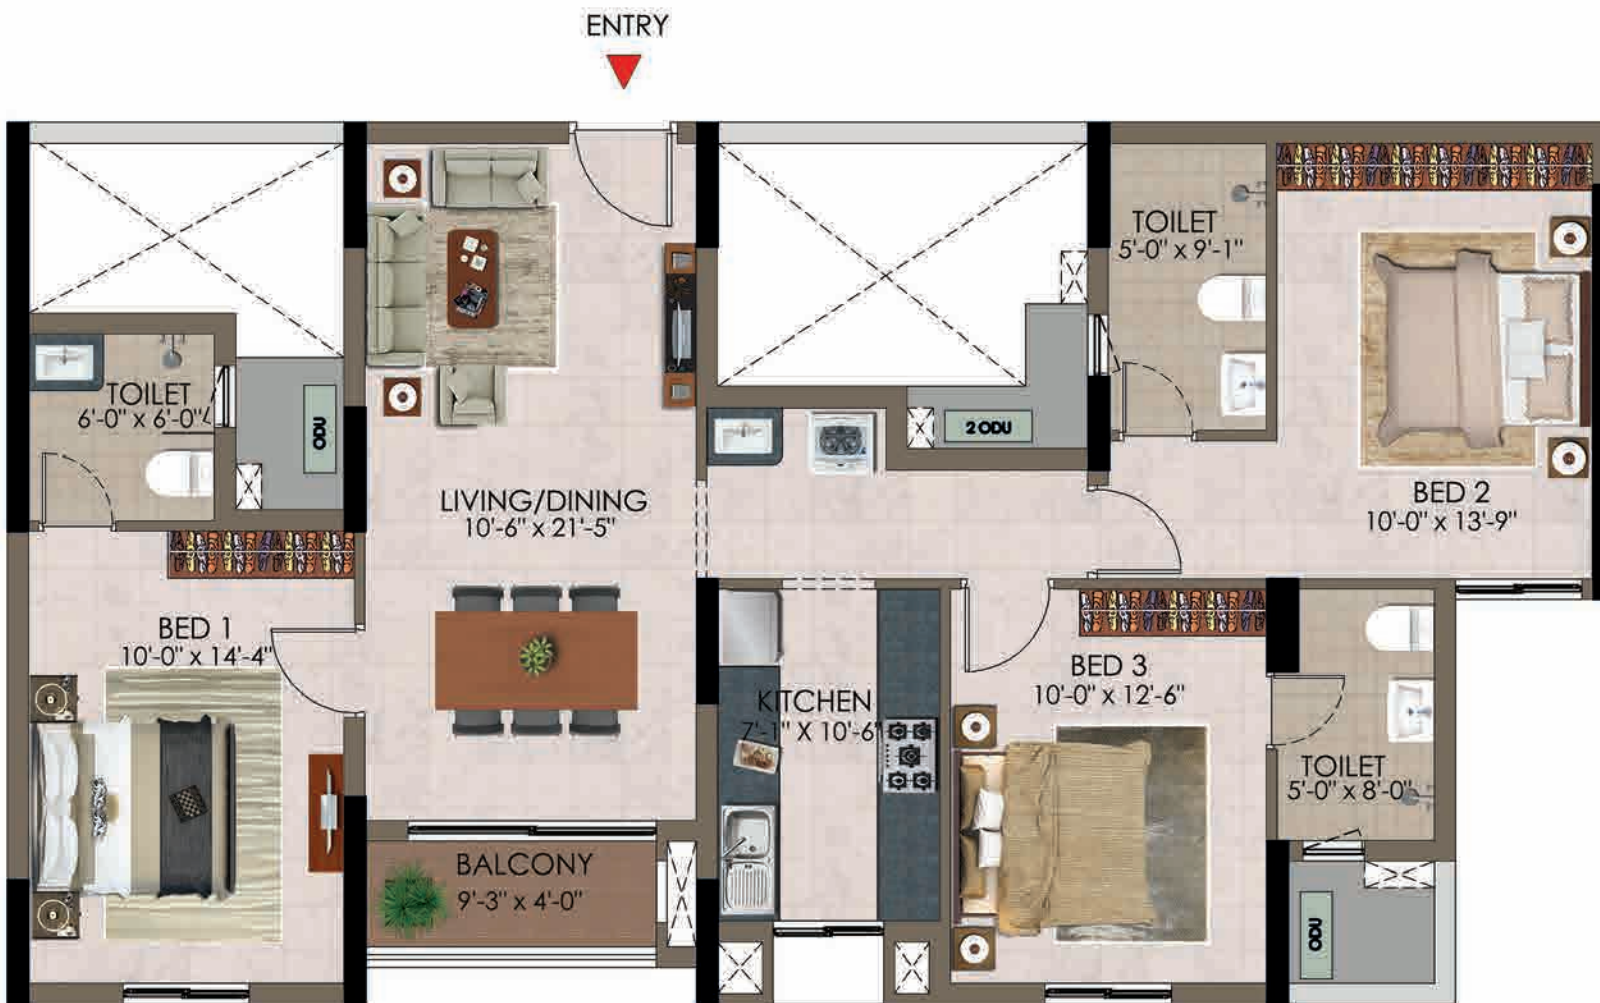 ENTRY
TOILET
5'-0" x 9'-1"
TOILET
6'-0" x 6'-0"
ODU
2 ODU
LIVING/DINING
10'-6" x 21'-5"
BED 2
10'-0" x 13'-9"
BED 1
10'-0" x 14'-4"
BED 3
10'-0" x 12'-6"
KITCHEN
7'-1" X 10'-6"
TOILET
5'-0" x 8'-0"
BALCONY
9'-3" x 4'-0"
ODU